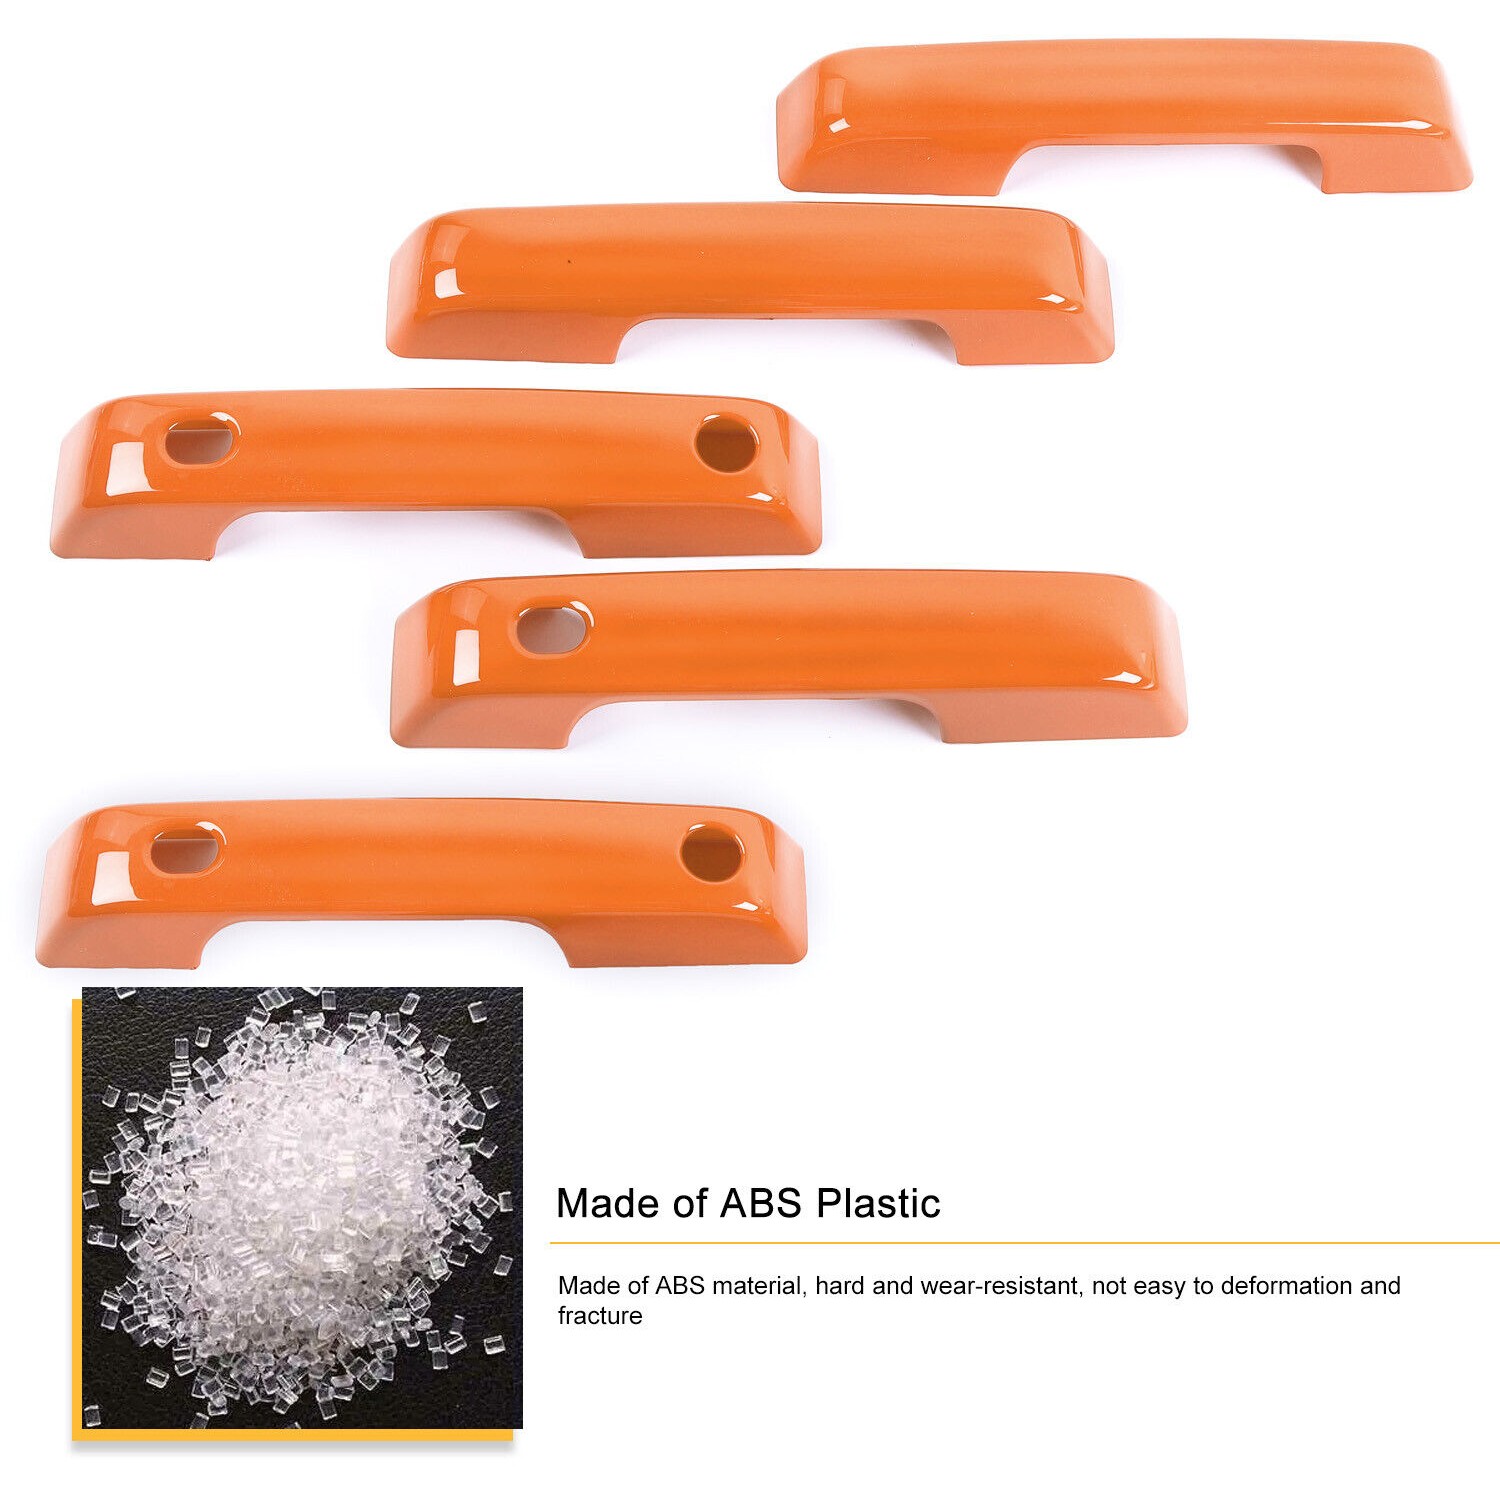 Made of ABS Plastic
Made of ABS material, hard and wear-resistant, not easy to deformation and
fracture